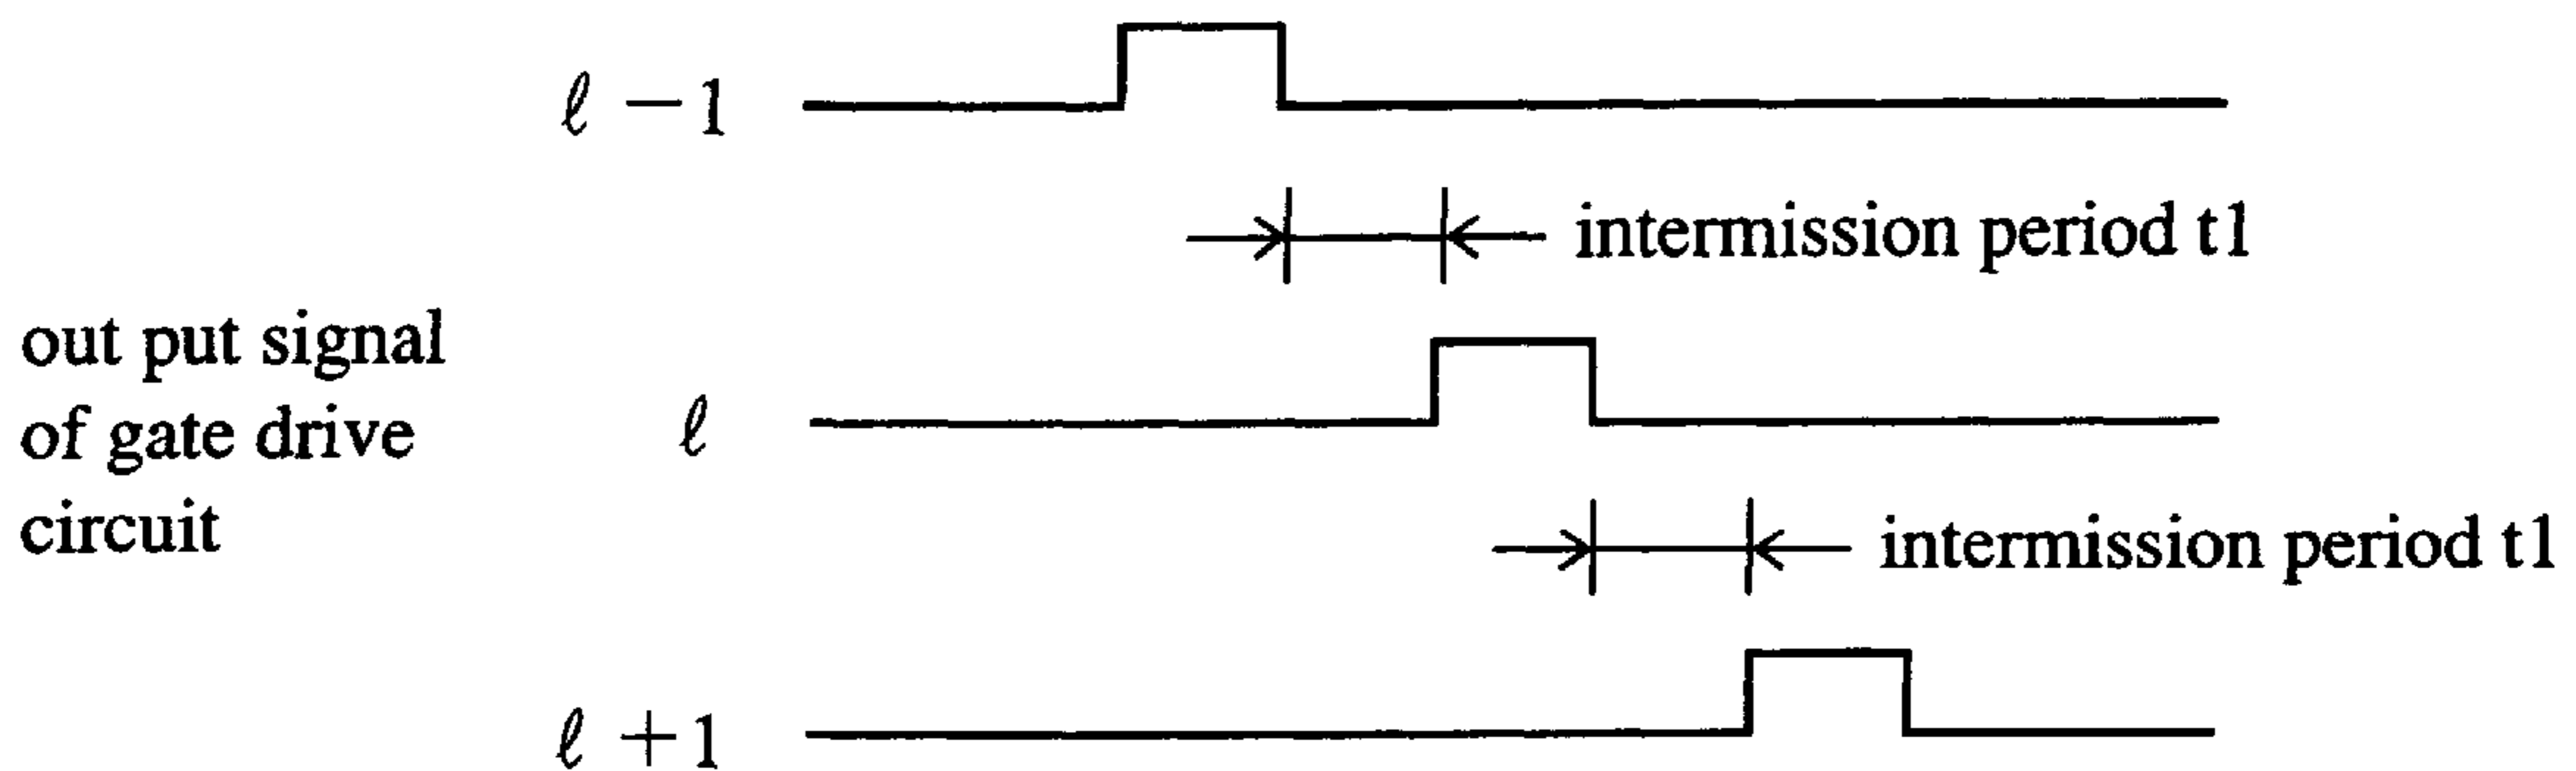 ℓ − 1
intermission period t1
out put signal
of gate drive
circuit
ℓ
intermission period t1
ℓ + 1